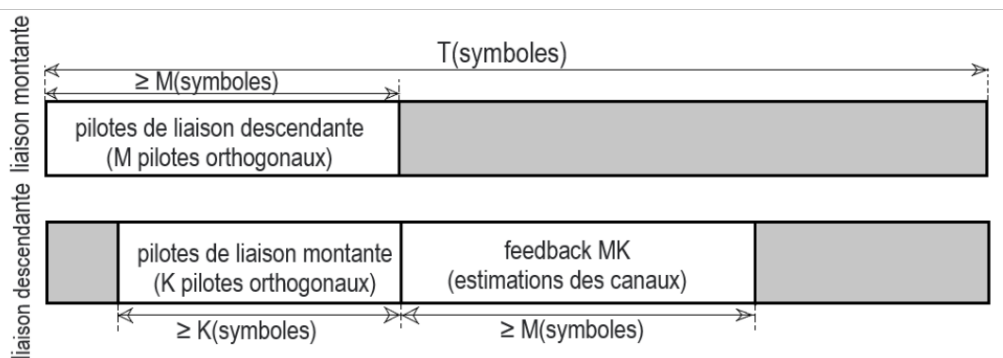 liaison montante
T(symboles)
≥ M(symboles)
pilotes de liaison descendante
(M pilotes orthogonaux)
liaison descendante
pilotes de liaison montante
(K pilotes orthogonaux)
feedback MK
(estimations des canaux)
≥ K(symboles)
≥ M(symboles)